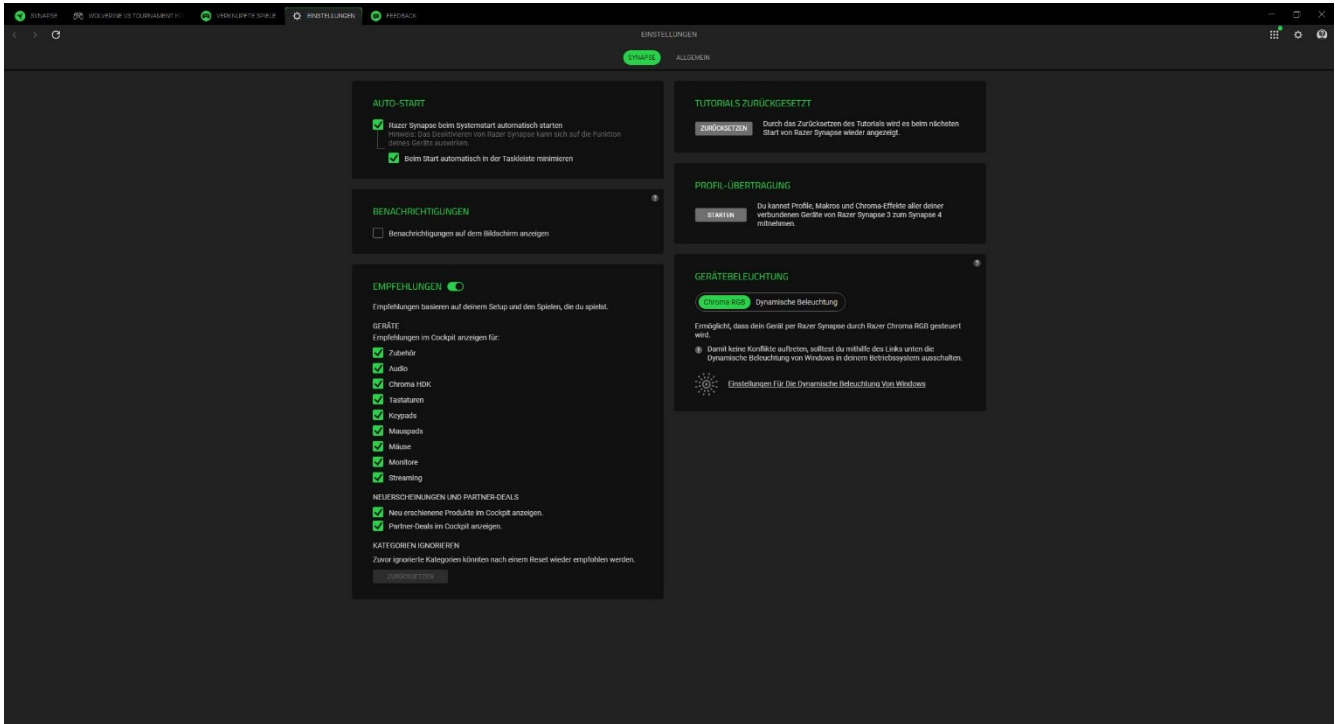 SYNAPSE
WOLVERINE V3 TOURNAMENT
VERKNÜPFTE SPIELE
EINSTELLUNGEN
FEEDBACK
EINSTELLUNGEN
SYNAPSE
ALLGEMEIN
AUTO-START
Razer Synapse beim Systemstart automatisch starten
Hinweis: Das Deaktivieren von Razer Synapse kann sich auf die Funktion
deines Geräts auswirken.
Beim Start automatisch in der Taskleiste minimieren
BENACHRICHTIGUNGEN
Benachrichtigungen auf dem Bildschirm anzeigen
EMPFEHLUNGEN
Empfehlungen basieren auf deinem Setup und den Spielen, die du spielst.
GERÄTE
Empfehlungen im Cockpit anzeigen für:
Zubehör
Audio
Chroma HDK
Tastaturen
Keypads
Mauspads
Mäuse
Monitore
Streaming
NEUERSCHEINUNGEN UND PARTNER-DEALS
Neu erschienene Produkte im Cockpit anzeigen.
Partner-Deals im Cockpit anzeigen.
KATEGORIEN IGNORIEREN
Zuvor ignorierte Kategorien könnten nach einem Reset wieder empfohlen werden.
ZURÜCKSETZEN
TUTORIALS ZURÜCKGESETZT
ZURÜCKSETZEN
Durch das Zurücksetzen des Tutorials wird es beim nächsten
Start von Razer Synapse wieder angezeigt.
PROFIL-ÜBERTRAGUNG
STARTEN
Du kannst Profile, Makros und Chroma-Effekte aller deiner
verbundenen Geräte von Razer Synapse 3 zum Synapse 4
mitnehmen.
GERÄTEBELEUCHTUNG
Chroma RGB
Dynamische Beleuchtung
Ermöglicht, dass dein Gerät per Razer Synapse durch Razer Chroma RGB gesteuert
wird.
Damit keine Konflikte auftreten, solltest du mithilfe des Links unten die
Dynamische Beleuchtung von Windows in deinem Betriebssystem ausschalten.
Einstellungen Für Die Dynamische Beleuchtung Von Windows